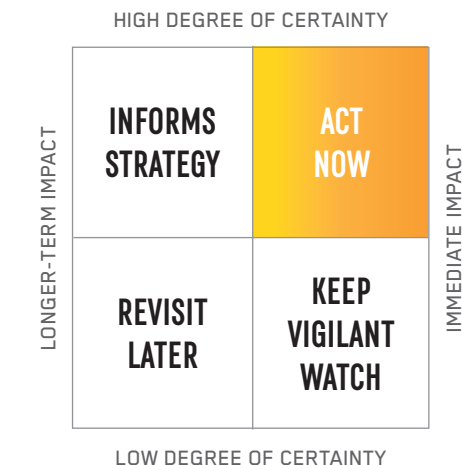 HIGH DEGREE OF CERTAINTY
LONGER-TERM IMPACT
INFORMS
STRATEGY
ACT
NOW
IMMEDIATE IMPACT
REVISIT
LATER
KEEP
VIGILANT
WATCH
LOW DEGREE OF CERTAINTY